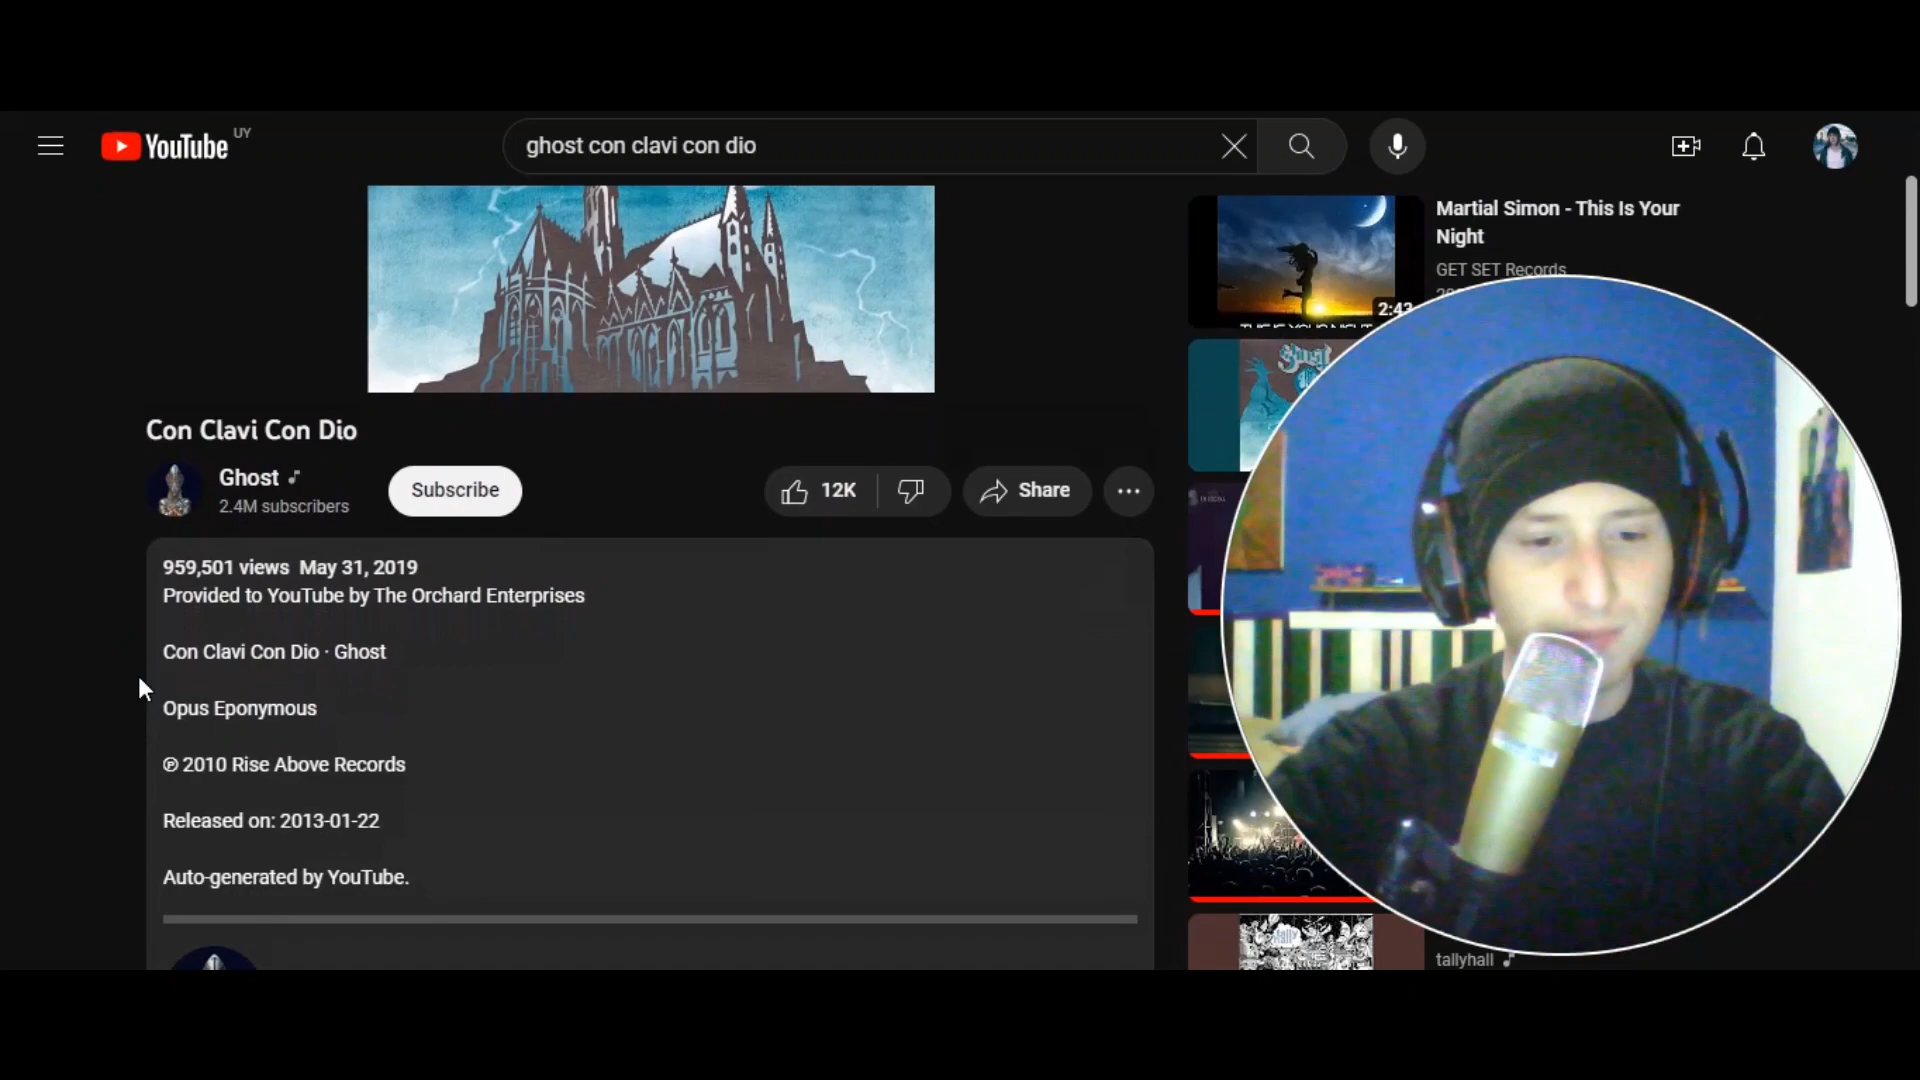 YouTube UY
ghost con clavi con dio
Martial Simon - This Is Your
Night
GET SET Records
2:43
ghost
Con Clavi Con Dio
Ghost
2.4M subscribers
Subscribe
12K
Share
959,501 views May 31, 2019
Provided to YouTube by The Orchard Enterprises
Con Clavi Con Dio · Ghost
Opus Eponymous
℗ 2010 Rise Above Records
Released on: 2013-01-22
Auto-generated by YouTube.
tally
tallyhall